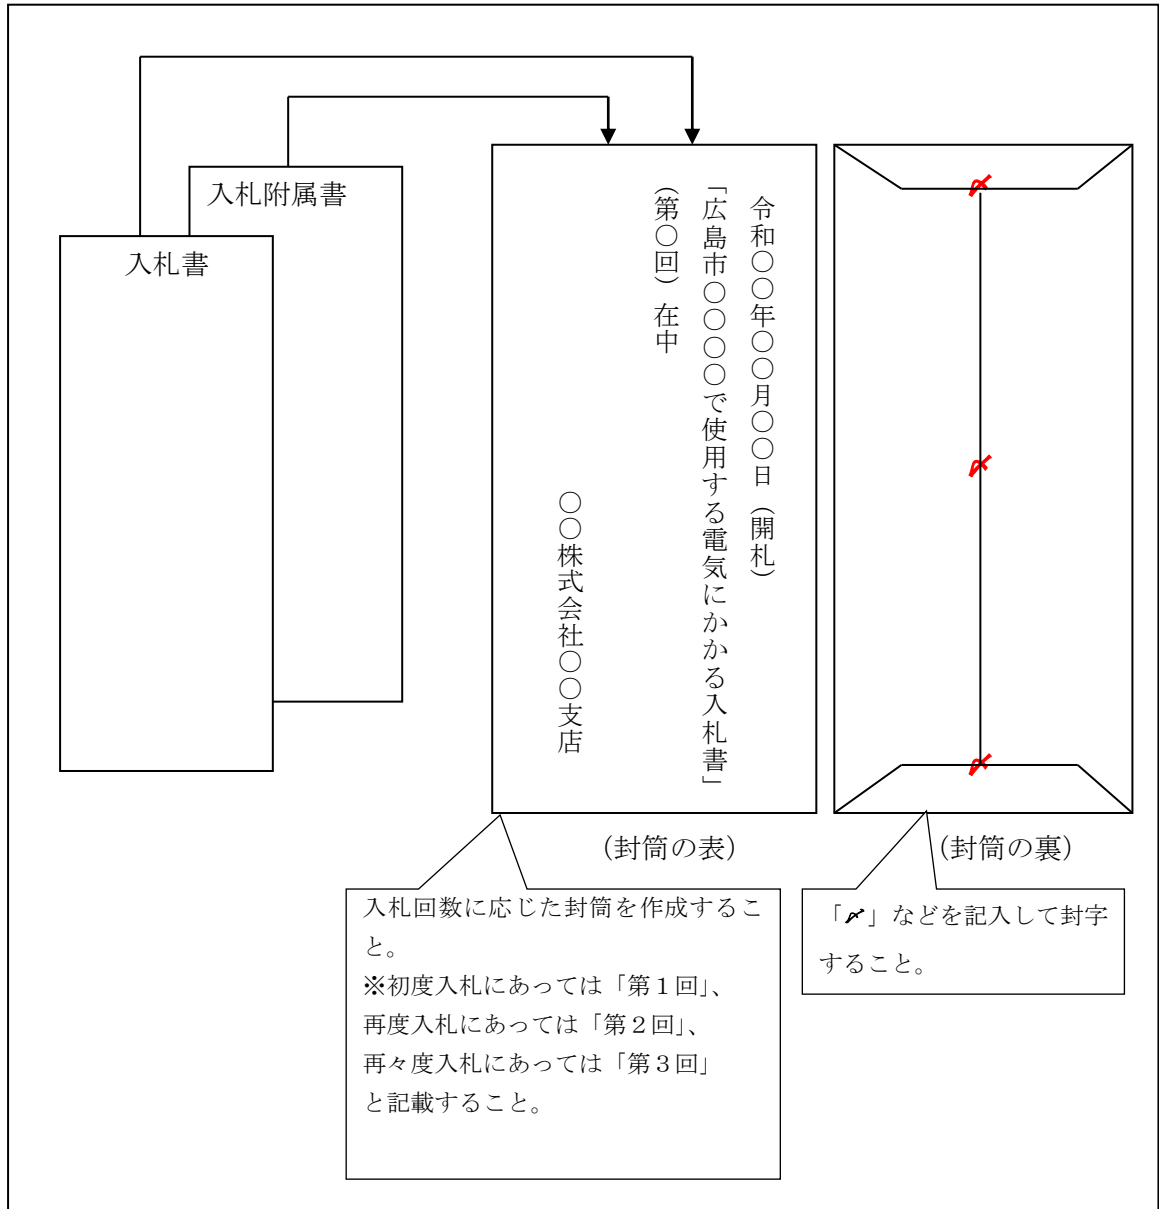 入札附属書
入札書
令和〇〇年〇〇月〇〇日（開札）
「広島市〇〇〇〇で使用する電気にかかる入札書」
（第〇回）在中
〇〇株式会社〇〇支店
〆
〆
〆
（封筒の表）
（封筒の裏）
入札回数に応じた封筒を作成するこ
と。
※初度入札にあっては「第１回」、
再度入札にあっては「第２回」、
再々度入札にあっては「第３回」
と記載すること。
「〆」などを記入して封字
すること。